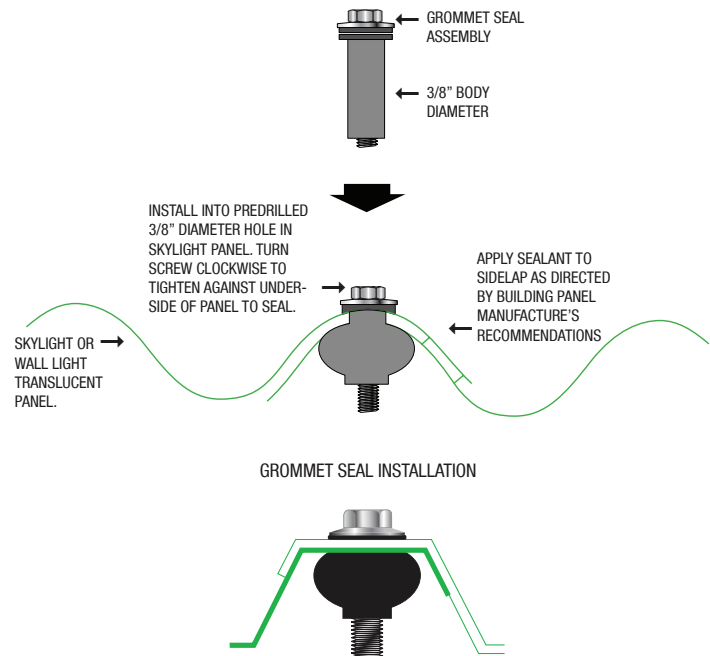 GROMMET SEAL
ASSEMBLY
3/8” BODY
DIAMETER
INSTALL INTO PREDRILLED
3/8” DIAMETER HOLE IN
SKYLIGHT PANEL. TURN
SCREW CLOCKWISE TO
TIGHTEN AGAINST UNDER-
SIDE OF PANEL TO SEAL.
APPLY SEALANT TO
SIDELAP AS DIRECTED
BY BUILDING PANEL
MANUFACTURE’S
RECOMMENDATIONS
SKYLIGHT OR
WALL LIGHT
TRANSLUCENT
PANEL.
GROMMET SEAL INSTALLATION